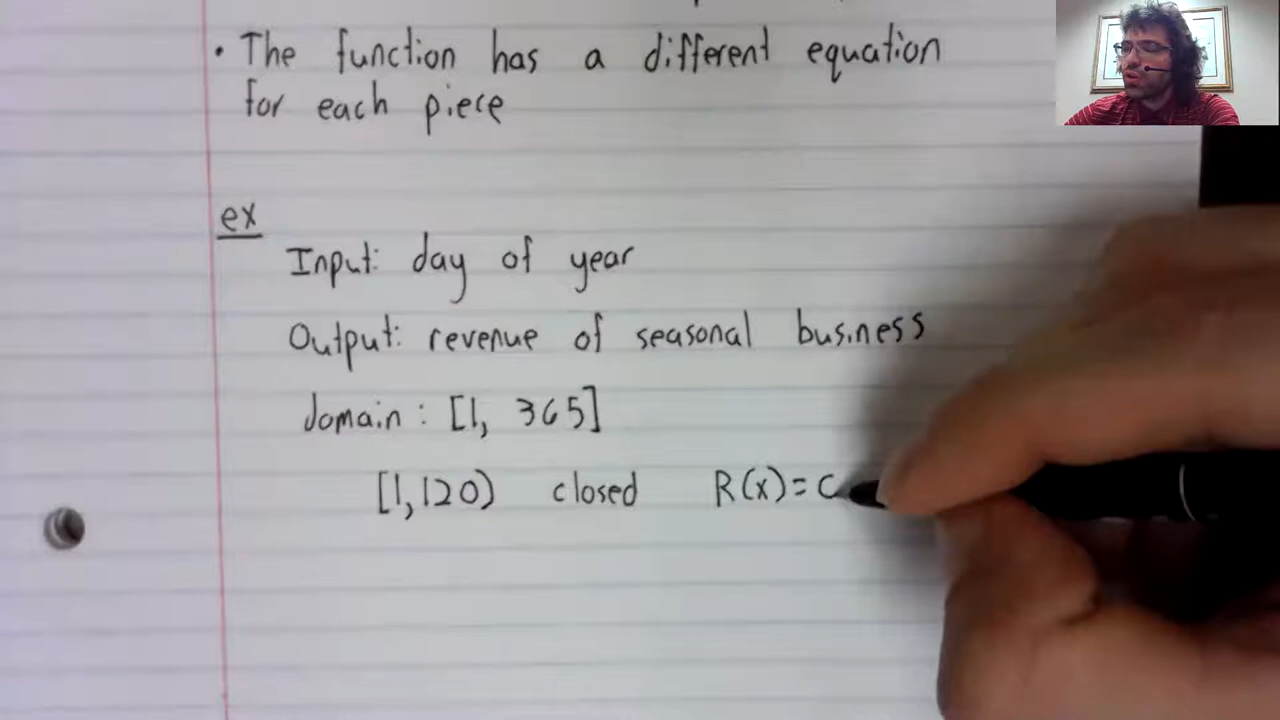 • The function has a different equation
for each piece
ex
Input: day of year
Output: revenue of seasonal business
domain: [1, 365]
[1,120) closed R(x)=